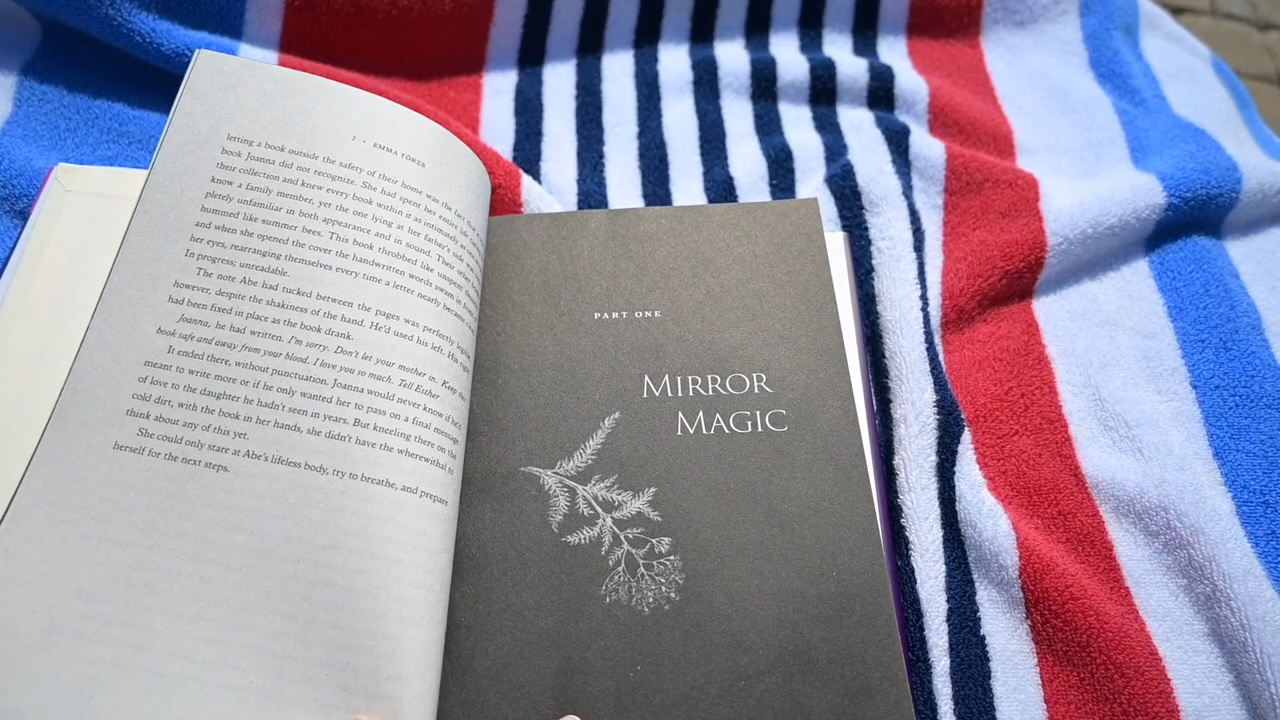 2 • EMMA TÖRZS
letting a book outside the safety of their home was the fact that
book Joanna did not recognize. She had spent her entire life caring
their collection and knew every book within it as intimately as one
know a family member, yet the one lying at her father's side was
pletely unfamiliar in both appearance and in sound. Their other
hummed like summer bees. This book throbbed like unspent
and when she opened the cover the handwritten words swam in
her eyes, rearranging themselves every time a letter nearly became
In progress; unreadable.
The note Abe had tucked between the pages was perfectly legible
however, despite the shakiness of the hand. He'd used his left. His right
had been fixed in place as the book drank.
Joanna, he had written. I'm sorry. Don't let your mother in. Keep this
book safe and away from your blood. I love you so much. Tell Esther
It ended there, without punctuation. Joanna would never know if he'd
meant to write more or if he only wanted her to pass on a final message
of love to the daughter he hadn't seen in years. But kneeling there on the
cold dirt, with the book in her hands, she didn't have the wherewithal to
think about any of this yet.
She could only stare at Abe's lifeless body, try to breathe, and prepare
herself for the next steps.
PART ONE
MIRROR
MAGIC